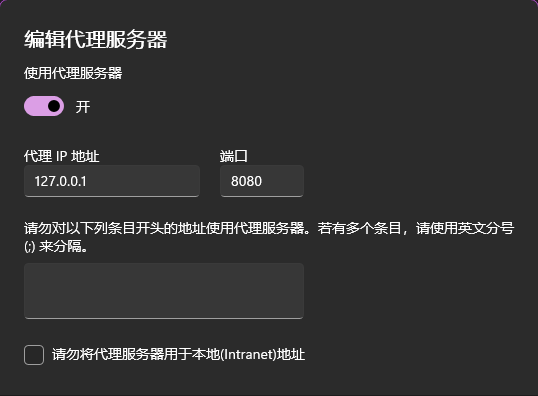 编辑代理服务器
使用代理服务器
开
代理 IP 地址
端口
127.0.0.1
8080
请勿对以下列条目开头的地址使用代理服务器。若有多个条目，请使用英文分号
(;) 来分隔。
请勿将代理服务器用于本地(Intranet)地址